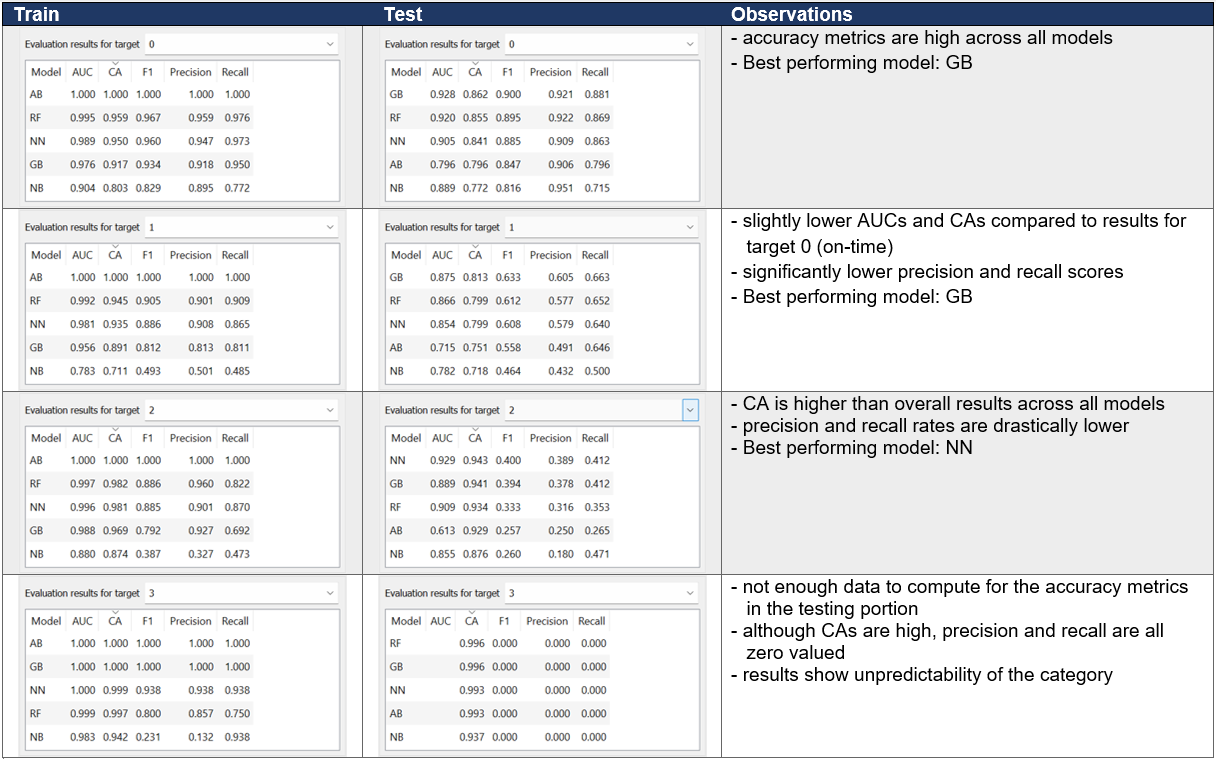 Train Test Observations
Evaluation results for target 0
Model AUC CA F1 Precision Recall
AB 1.000 1.000 1.000 1.000 1.000
RF 0.995 0.959 0.967 0.959 0.976
NN 0.989 0.950 0.960 0.947 0.973
GB 0.976 0.917 0.934 0.918 0.950
NB 0.904 0.803 0.829 0.895 0.772
Evaluation results for target 0
Model AUC CA F1 Precision Recall
GB 0.928 0.862 0.900 0.921 0.881
RF 0.920 0.855 0.895 0.922 0.869
NN 0.905 0.841 0.885 0.909 0.863
AB 0.796 0.796 0.847 0.906 0.796
NB 0.889 0.772 0.816 0.951 0.715
- accuracy metrics are high across all models
- Best performing model: GB
Evaluation results for target 1
Model AUC CA F1 Precision Recall
AB 1.000 1.000 1.000 1.000 1.000
RF 0.992 0.945 0.905 0.901 0.909
NN 0.981 0.935 0.886 0.908 0.865
GB 0.956 0.891 0.812 0.813 0.811
NB 0.783 0.711 0.493 0.501 0.485
Evaluation results for target 1
Model AUC CA F1 Precision Recall
GB 0.875 0.813 0.633 0.605 0.663
RF 0.866 0.799 0.612 0.577 0.652
NN 0.854 0.799 0.608 0.579 0.640
AB 0.715 0.751 0.558 0.491 0.646
NB 0.782 0.718 0.464 0.432 0.500
- slightly lower AUCs and CAs compared to results for
target 0 (on-time)
- significantly lower precision and recall scores
- Best performing model: GB
Evaluation results for target 2
Model AUC CA F1 Precision Recall
AB 1.000 1.000 1.000 1.000 1.000
RF 0.997 0.982 0.886 0.960 0.822
NN 0.996 0.981 0.885 0.901 0.870
GB 0.988 0.969 0.792 0.927 0.692
NB 0.880 0.874 0.387 0.327 0.473
Evaluation results for target 2
Model AUC CA F1 Precision Recall
NN 0.929 0.943 0.400 0.389 0.412
GB 0.889 0.941 0.394 0.378 0.412
RF 0.909 0.934 0.333 0.316 0.353
AB 0.613 0.929 0.257 0.250 0.265
NB 0.855 0.876 0.260 0.180 0.471
- CA is higher than overall results across all models
- precision and recall rates are drastically lower
- Best performing model: NN
Evaluation results for target 3
Model AUC CA F1 Precision Recall
AB 1.000 1.000 1.000 1.000 1.000
GB 1.000 1.000 1.000 1.000 1.000
NN 1.000 0.999 0.938 0.938 0.938
RF 0.999 0.997 0.800 0.857 0.750
NB 0.983 0.942 0.231 0.132 0.938
Evaluation results for target 3
Model AUC CA F1 Precision Recall
RF 0.996 0.000 0.000 0.000
GB 0.996 0.000 0.000 0.000
NN 0.993 0.000 0.000 0.000
AB 0.993 0.000 0.000 0.000
NB 0.937 0.000 0.000 0.000
- not enough data to compute for the accuracy metrics
in the testing portion
- although CAs are high, precision and recall are all
zero valued
- results show unpredictability of the category